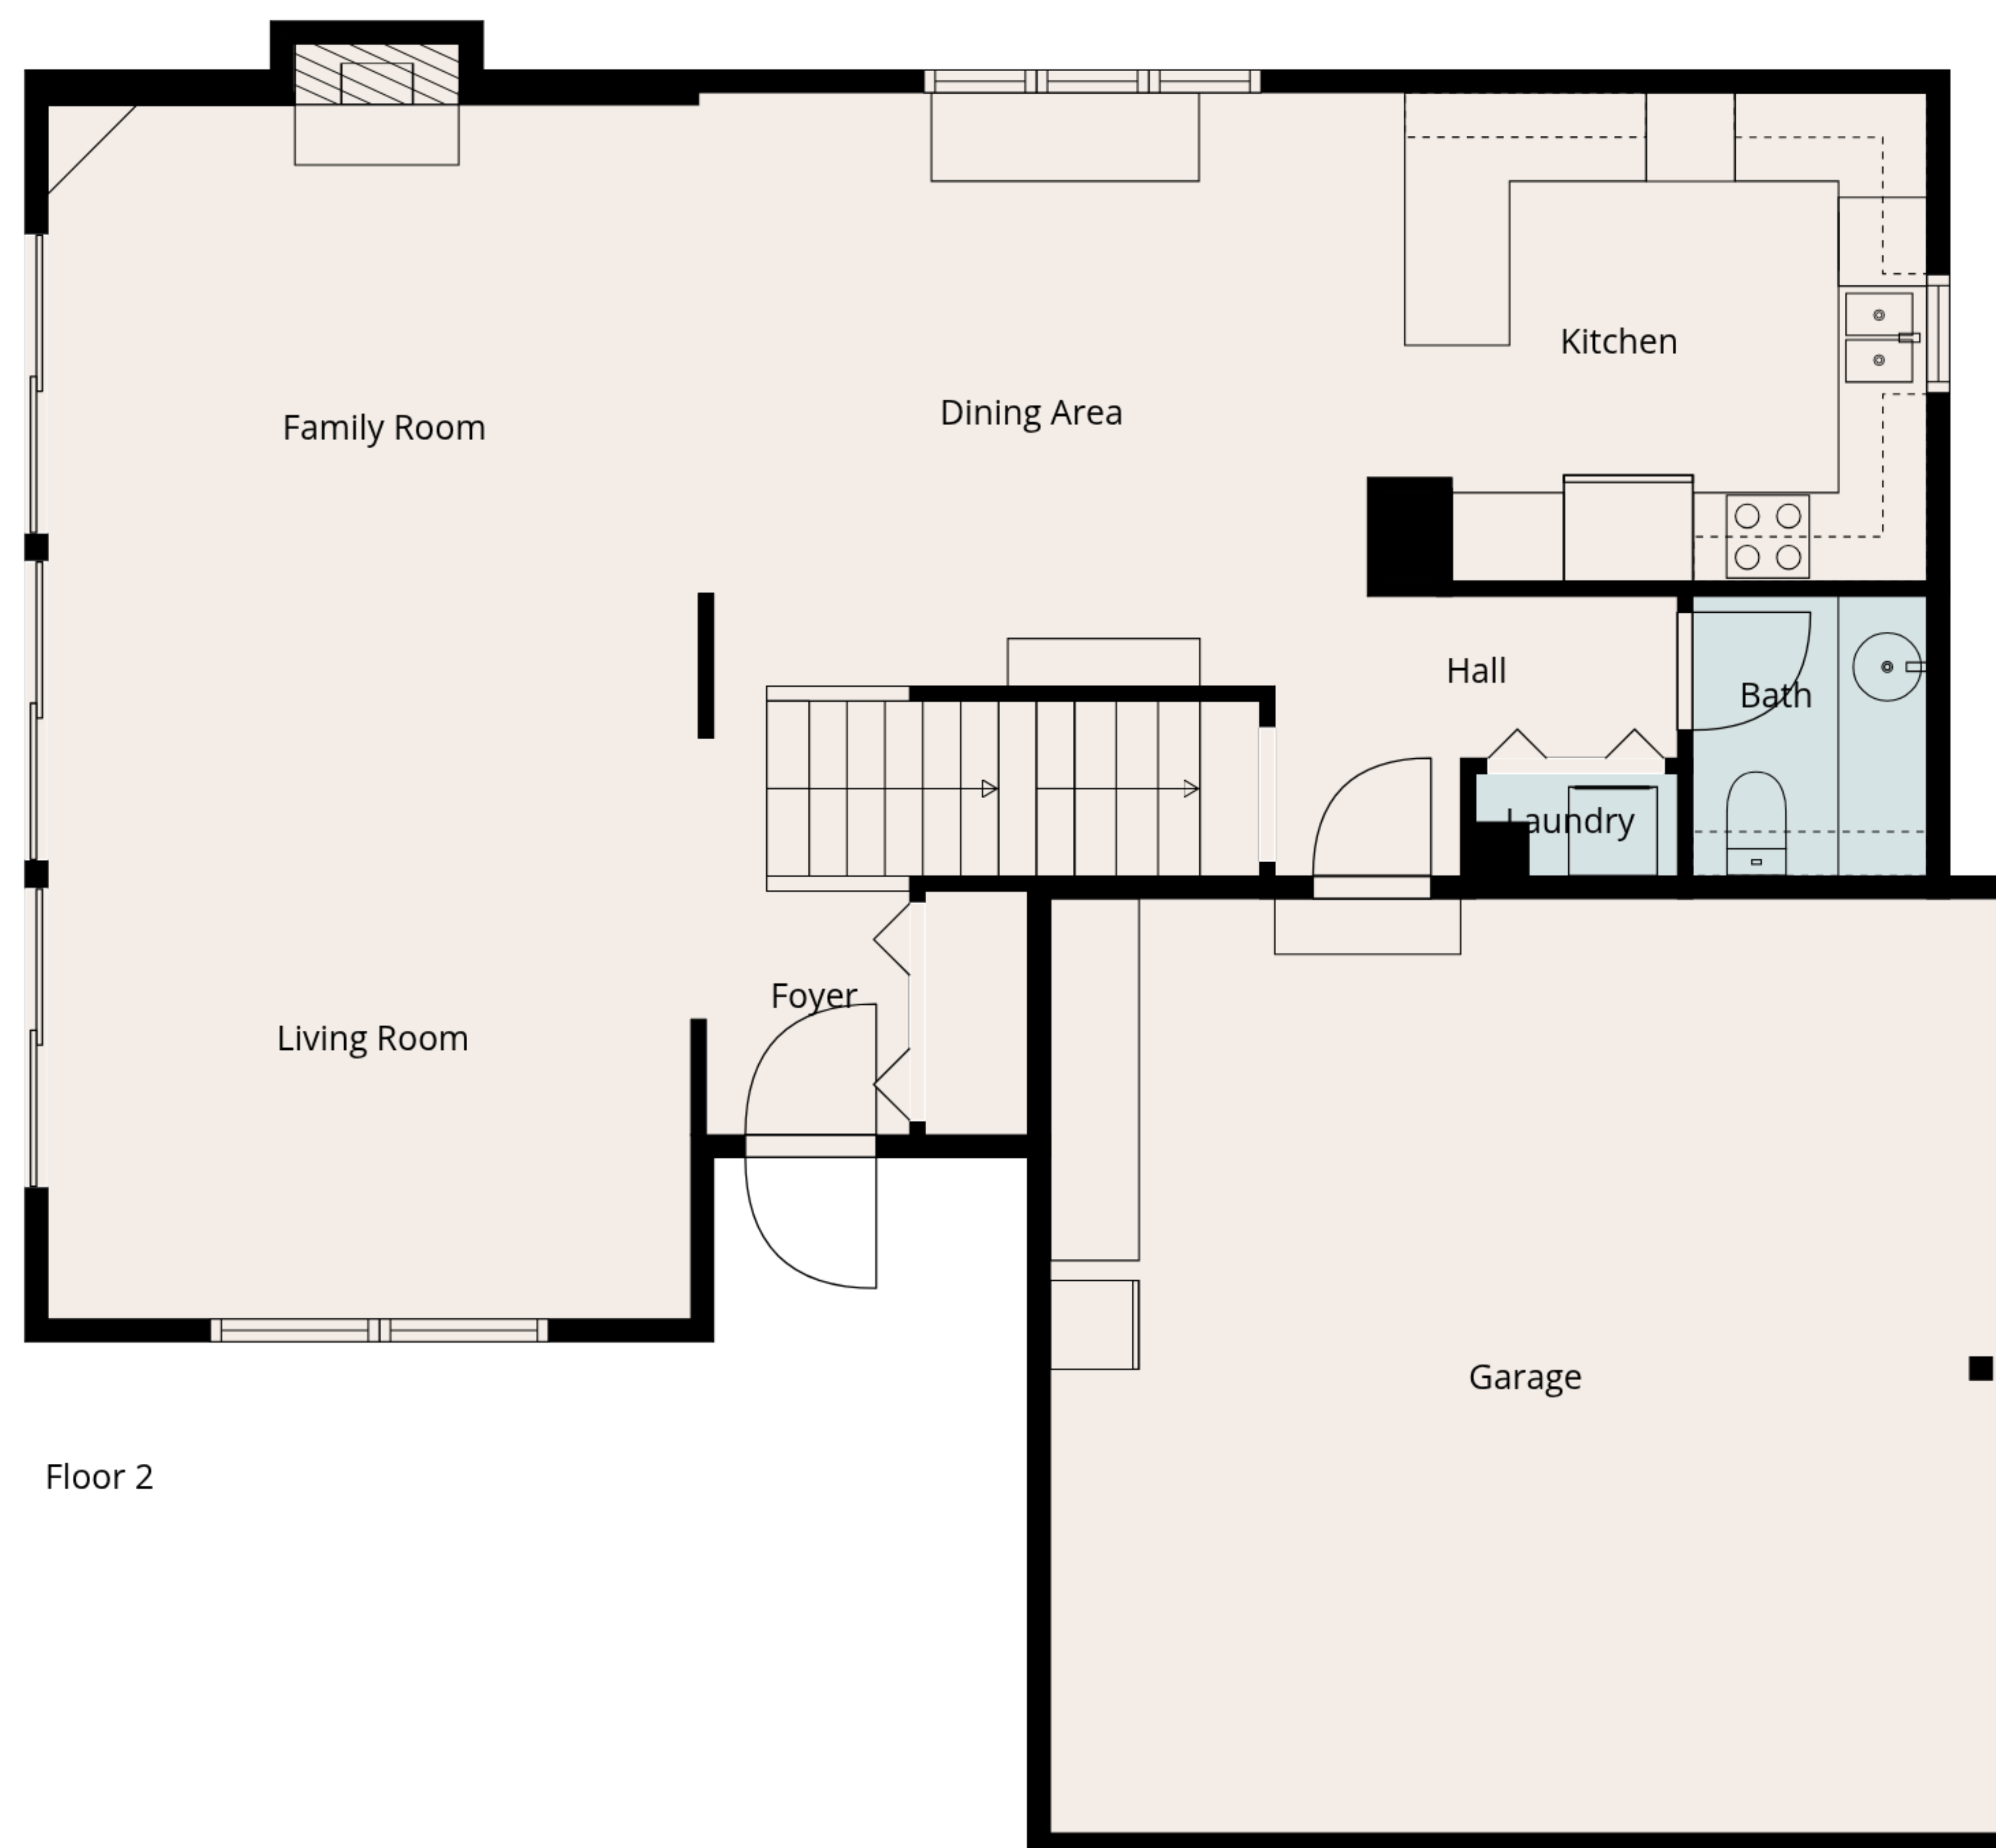 Kitchen
Dining Area
Family Room
Hall
Bath
Laundry
Foyer
Living Room
Garage
Floor 2